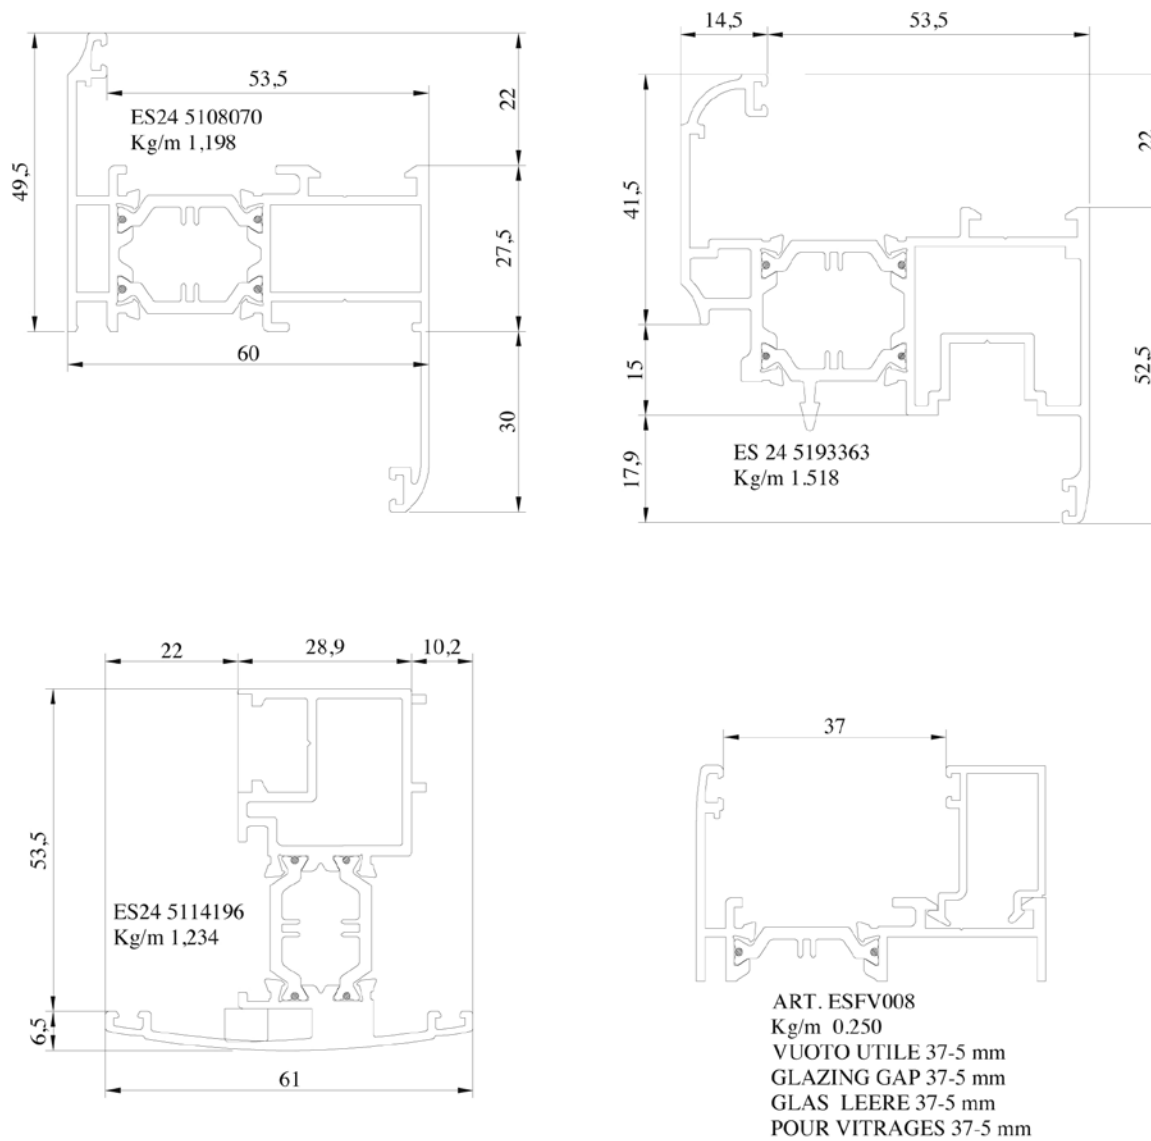 14,5
53,5
53,5
22
ES24 5108070
Kg/m 1,198
49,5
27,5
60
30
22
41,5
15
52,5
17,9
ES 24 5193363
Kg/m 1.518
22
28,9
10,2
53,5
ES24 5114196
Kg/m 1,234
6,5
61
37
ART. ESFV008
Kg/m 0.250
VUOTO UTILE 37-5 mm
GLAZING GAP 37-5 mm
GLAS LEERE 37-5 mm
POUR VITRAGES 37-5 mm